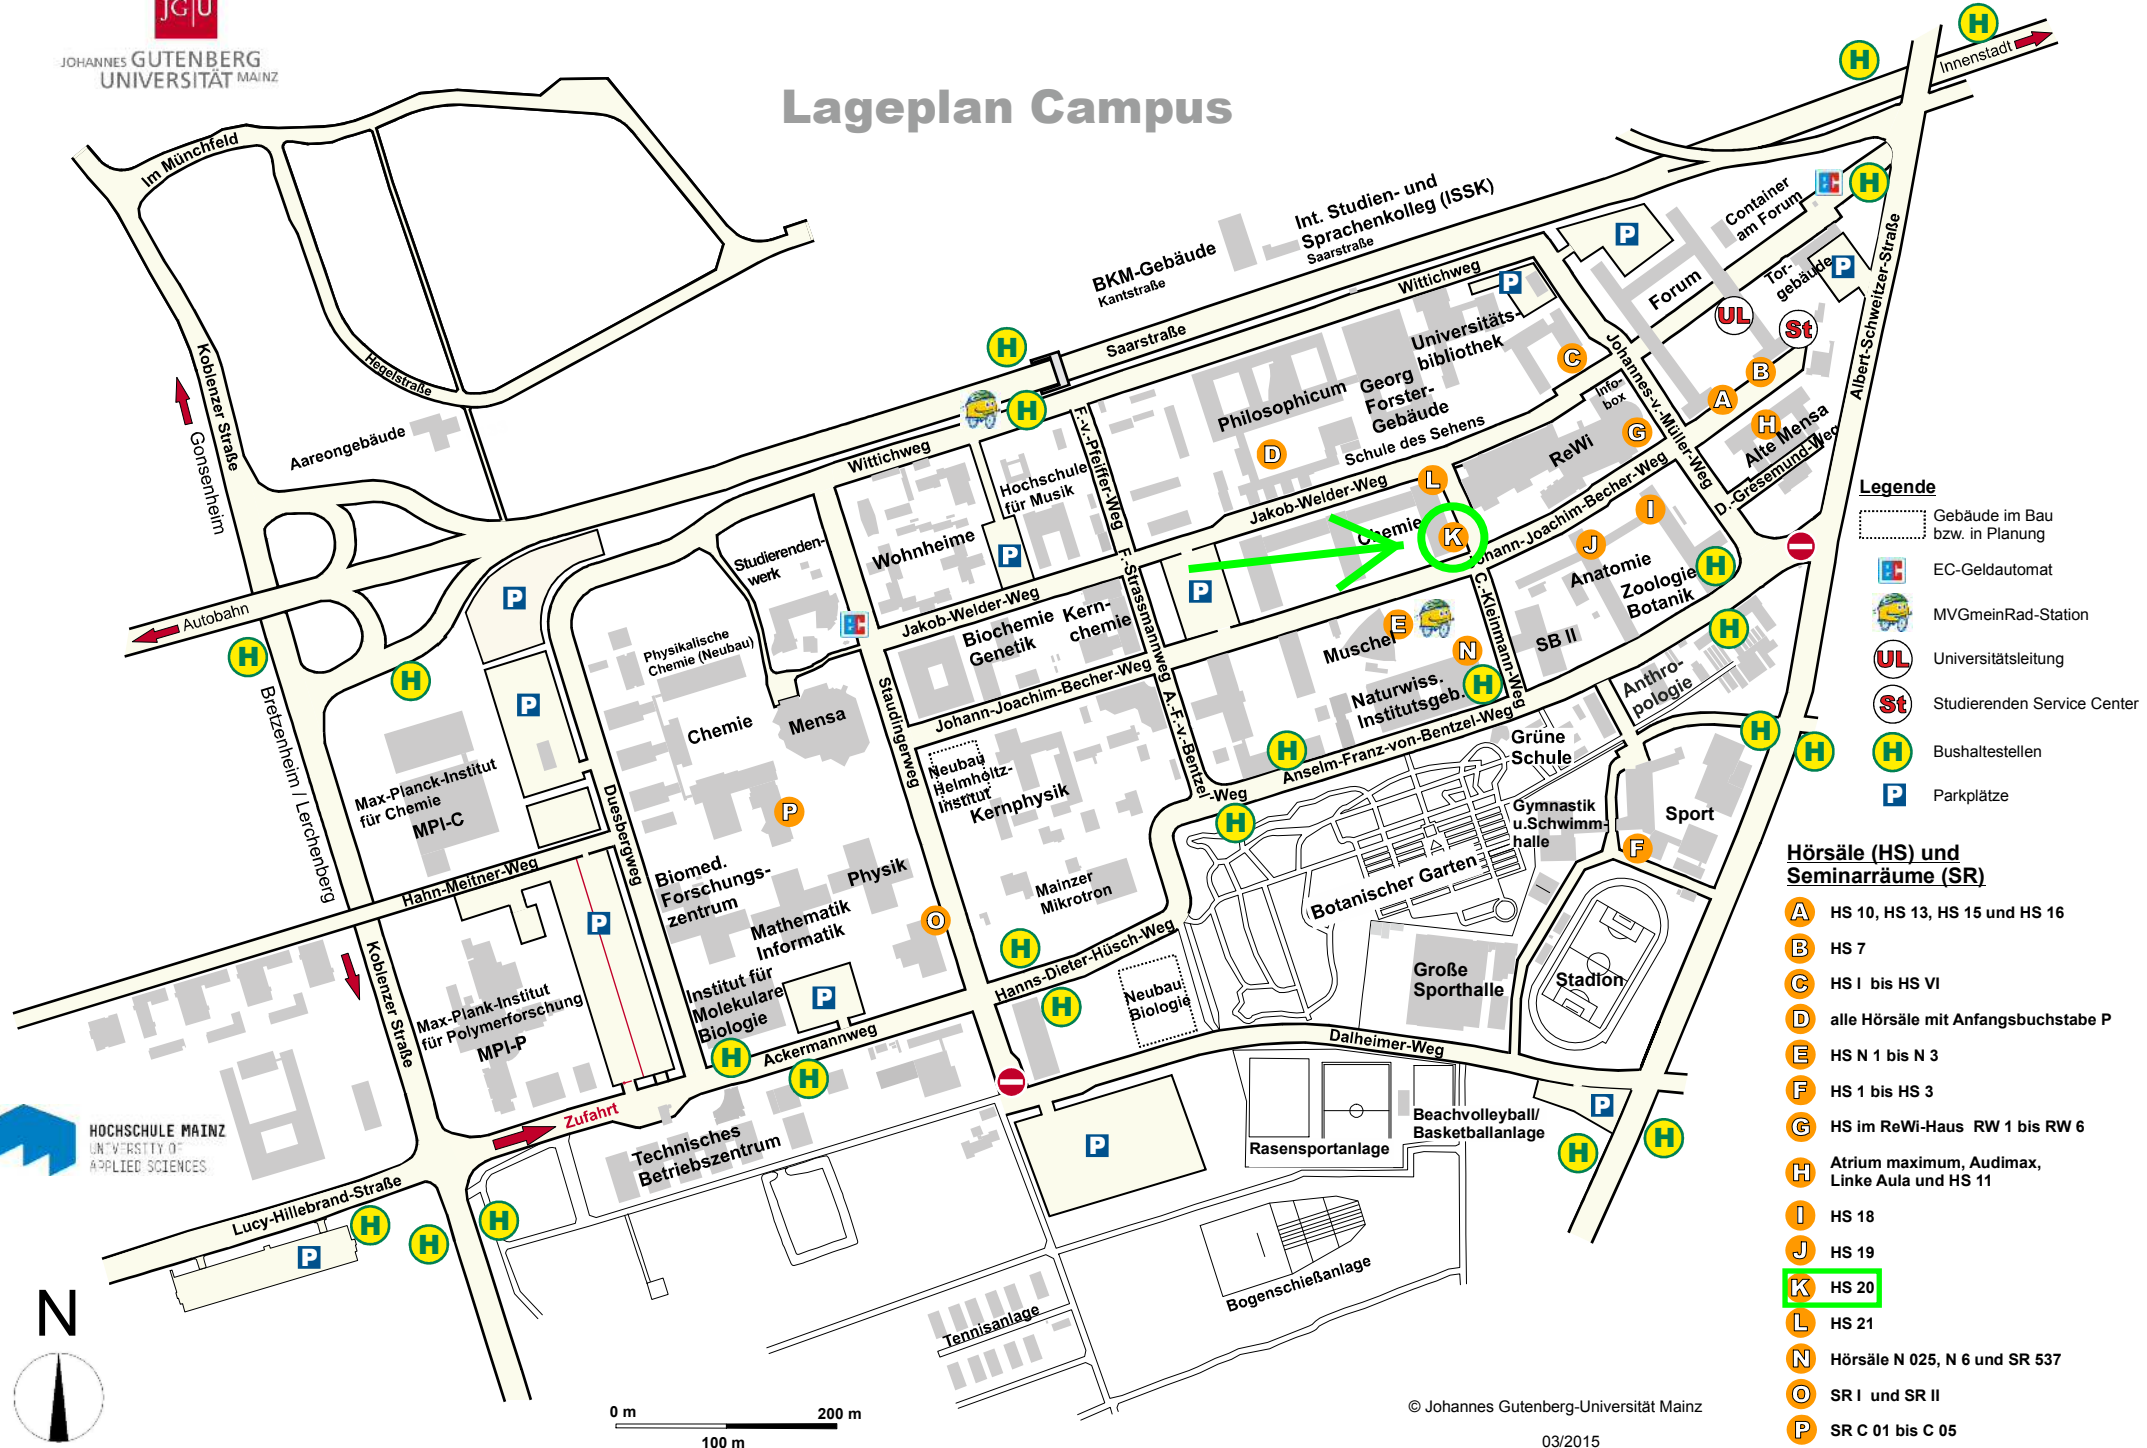 JG|U
JOHANNES GUTENBERG
UNIVERSITÄT MAINZ
Lageplan Campus
Innenstadt
Im Münchfeld
Hegelstraße
Koblenzer Straße
Gonsenheim
Aareongebäude
Autobahn
Bretzenheim / Lerchenberg
BKM-Gebäude
Kantstraße
Int. Studien- und
Sprachenkolleg (ISSK)
Saarstraße
Saarstraße
Wittichweg
Wittichweg
Container
am Forum
Forum
Tor-
gebäude
Albert-Schweitzer-Straße
EC
H
P
UL
St
Universitäts-
bibliothek
Georg
Forster-
Gebäude
Philosophicum
Schule des Sehens
Info-
box
ReWi
Johannes-v.-Müller-Weg
Alte Mensa
D.-Gresemund-Weg
A
B
C
D
G
H
I
J
K
L
E
N
F
O
P
Jakob-Welder-Weg
Chemie
Johann-Joachim-Becher-Weg
Anatomie
Zoologie
Botanik
SB II
C.-Kleinmann-Weg
Anthro-
pologie
Muschel
Naturwiss.
Institutsgeb.
Anselm-Franz-von-Bentzel-Weg
Grüne
Schule
Gymnastik
u.Schwimm-
halle
Sport
Botanischer Garten
Große
Sporthalle
Stadion
Hochschule
für Musik
F.-v.-Pfeiffer-Weg
F.-Strassmannweg
A.-F.-v.-Bentzel
-Weg
Wohnheime
Studierenden-
werk
Jakob-Welder-Weg
Biochemie
Genetik
Kern-
chemie
Johann-Joachim-Becher-Weg
Staudingerweg
Physikalische
Chemie (Neubau)
Chemie
Mensa
Neubau
Helmholtz-
Institut
Kernphysik
Mainzer
Mikrotron
Max-Planck-Institut
für Chemie
MPI-C
Duesbergweg
Hahn-Meitner-Weg
Biomed.
Forschungs-
zentrum
Physik
Mathematik
Informatik
Institut für
Molekulare
Biologie
Max-Plank-Institut
für Polymerforschung
MPI-P
Koblenzer Straße
Hanns-Dieter-Hüsch-Weg
Neubau
Biologie
Ackermannweg
Dalheimer-Weg
Zufahrt
Technisches
Betriebszentrum
Rasensportanlage
Beachvolleyball/
Basketballanlage
Bogenschießanlage
Tennisanlage
Lucy-Hillebrand-Straße
HOCHSCHULE MAINZ
UNIVERSITY OF
APPLIED SCIENCES
N
0 m
200 m
100 m
© Johannes Gutenberg-Universität Mainz
03/2015
Legende
Gebäude im Bau
bzw. in Planung
EC EC-Geldautomat
MVGmeinRad-Station
UL Universitätsleitung
St Studierenden Service Center
H Bushaltestellen
P Parkplätze
Hörsäle (HS) und
Seminarräume (SR)
A HS 10, HS 13, HS 15 und HS 16
B HS 7
C HS I bis HS VI
D alle Hörsäle mit Anfangsbuchstabe P
E HS N 1 bis N 3
F HS 1 bis HS 3
G HS im ReWi-Haus RW 1 bis RW 6
H Atrium maximum, Audimax,
Linke Aula und HS 11
I HS 18
J HS 19
K HS 20
L HS 21
N Hörsäle N 025, N 6 und SR 537
O SR I und SR II
P SR C 01 bis C 05